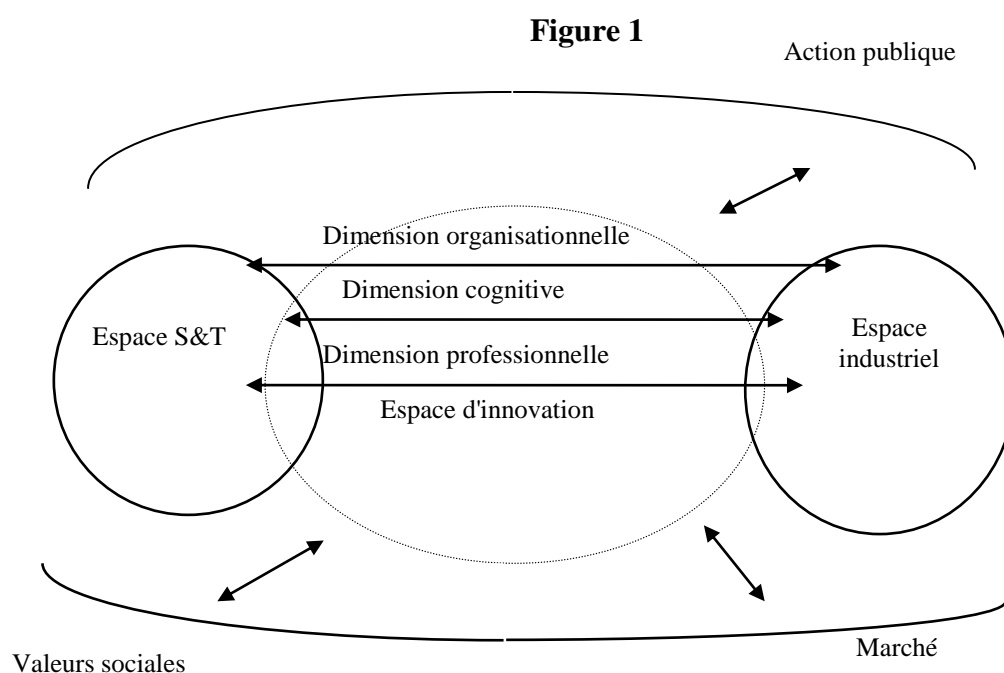 Figure 1
Action publique
Dimension organisationnelle
Dimension cognitive
Espace S&T
Espace
industriel
Dimension professionnelle
Espace d'innovation
Marché
Valeurs sociales